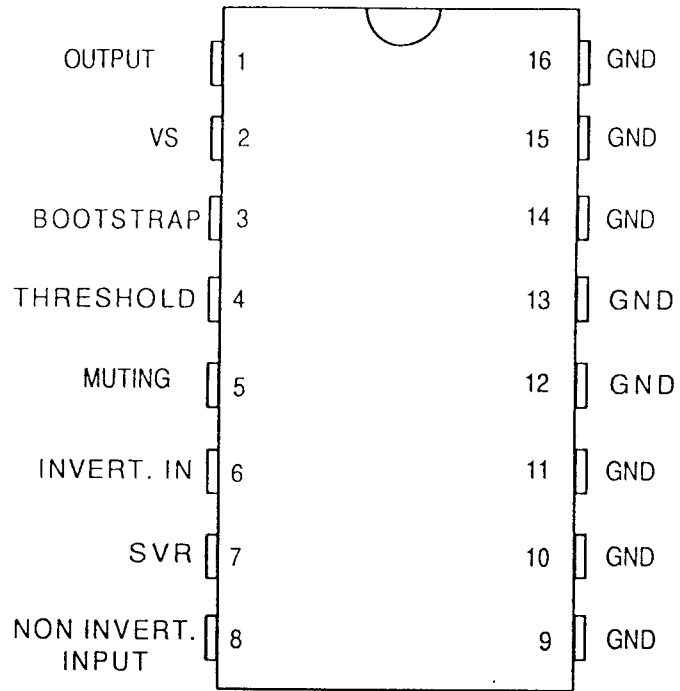 OUTPUT 1 16 GND
VS 2 15 GND
BOOTSTRAP 3 14 GND
THRESHOLD 4 13 GND
MUTING 5 12 GND
INVERT. IN 6 11 GND
SVR 7 10 GND
NON INVERT. 8 9 GND
INPUT